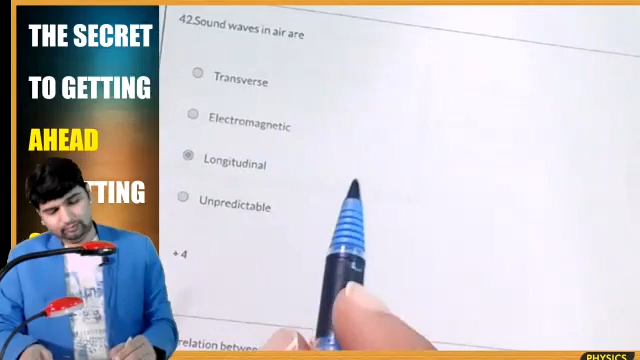 THE SECRET
TO GETTING
AHEAD
TTING
42.Sound waves in air are
Transverse
Electromagnetic
Longitudinal
Unpredictable
+ 4
relation between
PHYSICS